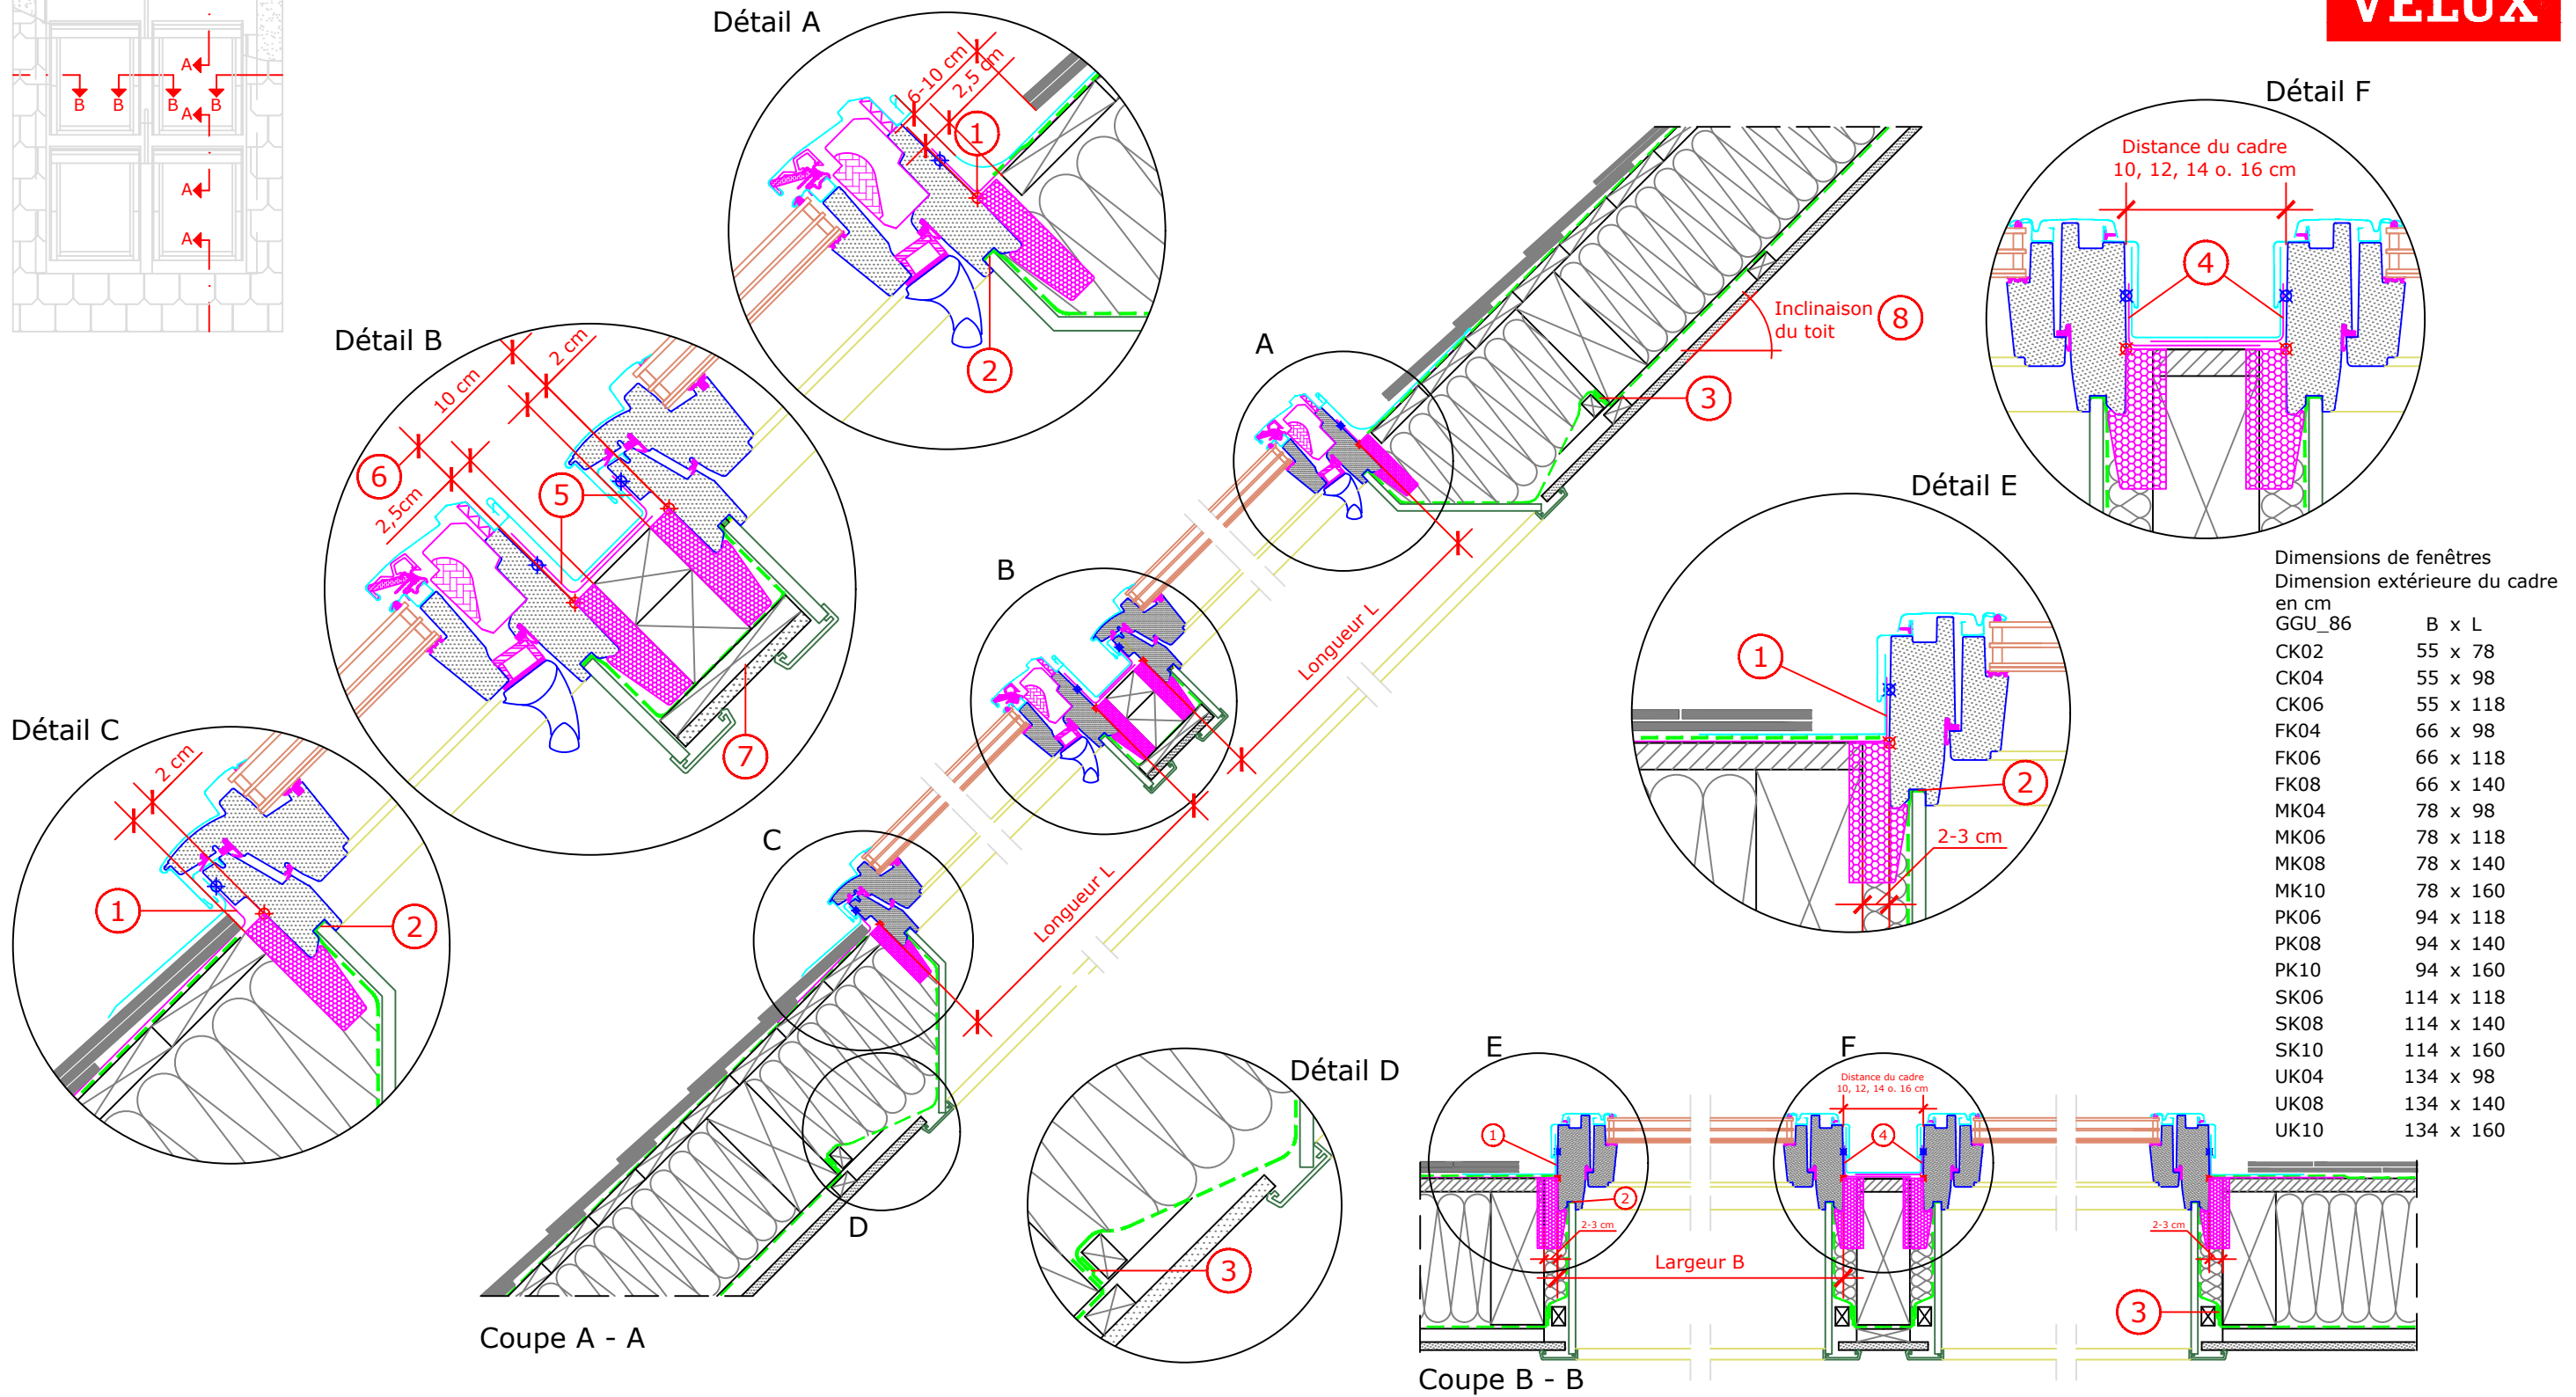 VELUX
Détail A
6-10 cm
2,5 cm
1
2
A
A
A
A
B
B
B
B
Détail B
10 cm
2 cm
6
2,5cm
5
7
Détail C
2 cm
1
2
A
Inclinaison
du toit
8
3
B
Longueur L
C
Longueur L
D
Coupe A - A
Détail D
3
Détail F
Distance du cadre
10, 12, 14 o. 16 cm
4
Détail E
1
2
2-3 cm
Dimensions de fenêtres
Dimension extérieure du cadre
en cm
GGU_86 B x L
CK02 55 x 78
CK04 55 x 98
CK06 55 x 118
FK04 66 x 98
FK06 66 x 118
FK08 66 x 140
MK04 78 x 98
MK06 78 x 118
MK08 78 x 140
MK10 78 x 160
PK06 94 x 118
PK08 94 x 140
PK10 94 x 160
SK06 114 x 118
SK08 114 x 140
SK10 114 x 160
UK04 134 x 98
UK08 134 x 140
UK10 134 x 160
E
F
Distance du cadre
10, 12, 14 o. 16 cm
1
4
2
2-3 cm
2-3 cm
Largeur B
3
Coupe B - B